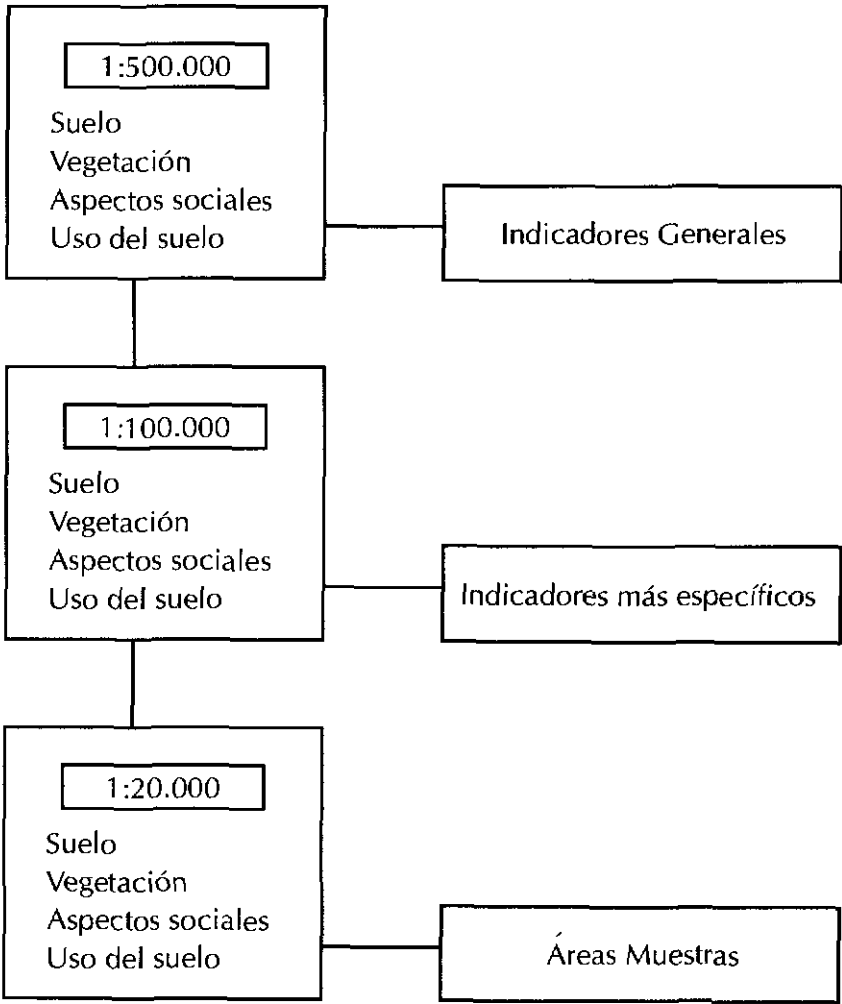 1:500.000
Suelo
Vegetación
Aspectos sociales
Uso del suelo
Indicadores Generales
1:100.000
Suelo
Vegetación
Aspectos sociales
Uso del suelo
Indicadores más específicos
1:20.000
Suelo
Vegetación
Aspectos sociales
Uso del suelo
Áreas Muestras